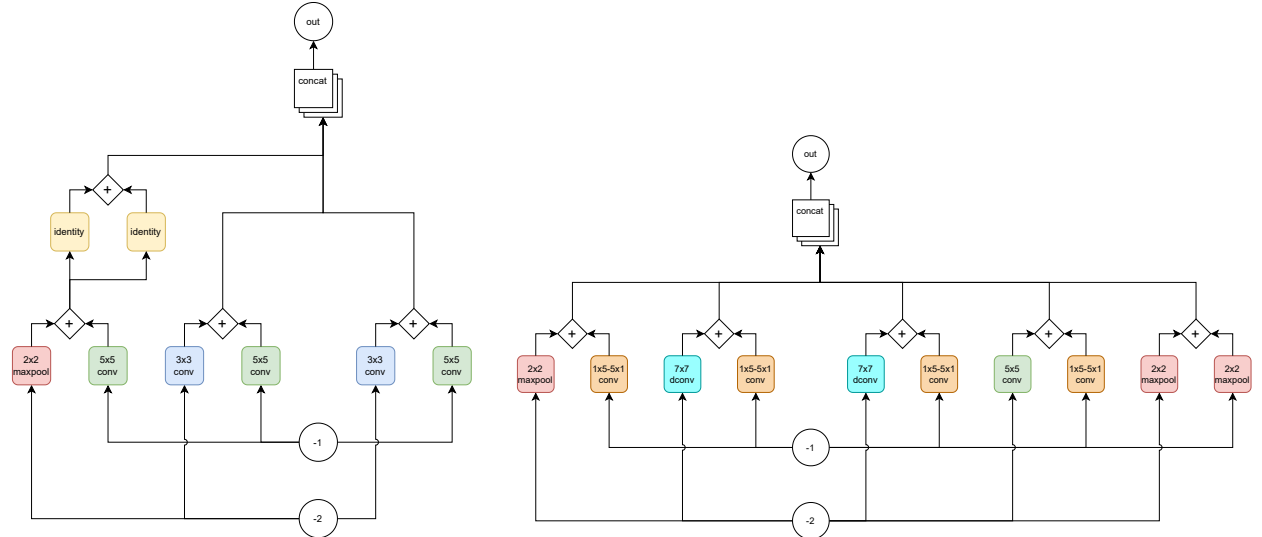 out
concat
+
identity
identity
+
+
+
2x2
maxpool
5x5
conv
3x3
conv
5x5
conv
3x3
conv
5x5
conv
-1
-2
out
concat
+
+
+
+
+
2x2
maxpool
1x5-5x1
conv
7x7
dconv
1x5-5x1
conv
7x7
dconv
1x5-5x1
conv
5x5
conv
1x5-5x1
conv
2x2
maxpool
2x2
maxpool
-1
-2